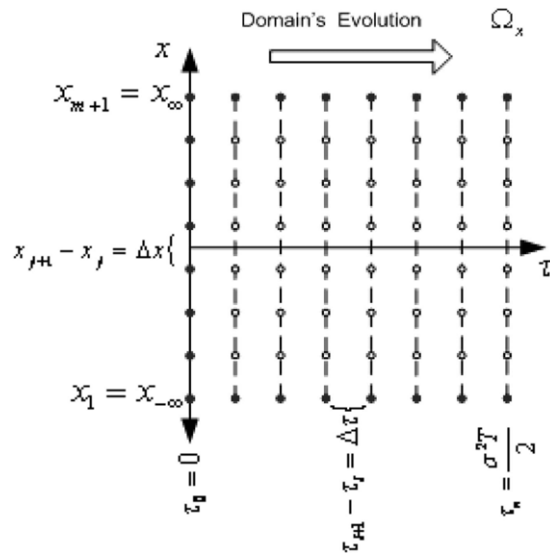 Domain's Evolution
Ω_x
x
x_{m+1} = x_∞
x_{j+1} − x_j = Δx{
τ
x_1 = x_{−∞}
τ_0 = 0
τ_{i+1} − τ_i = Δτ{
τ_n = σ²T/2